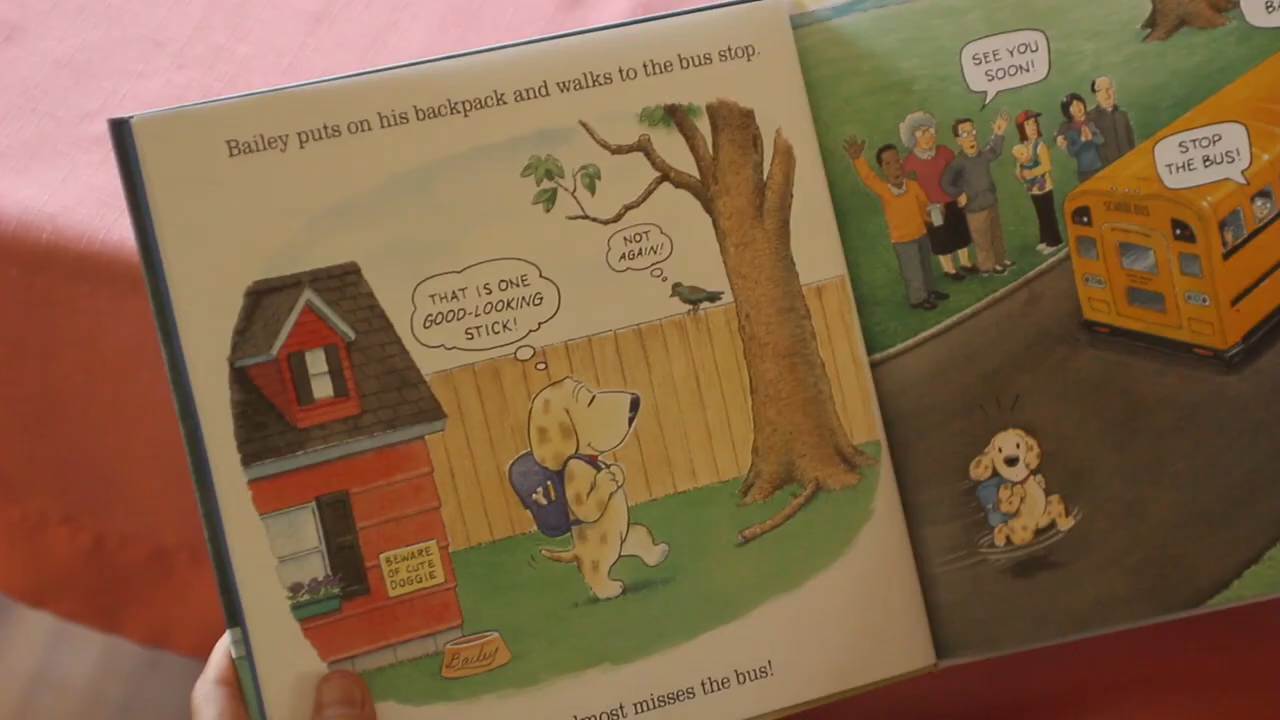 Bailey puts on his backpack and walks to the bus stop.
NOT
AGAIN!
THAT IS ONE
GOOD-LOOKING
STICK!
BEWARE
OF CUTE
DOGGIE
Bailey
misses the bus!
SEE YOU
SOON!
STOP
THE BUS!
SCHOOL BUS